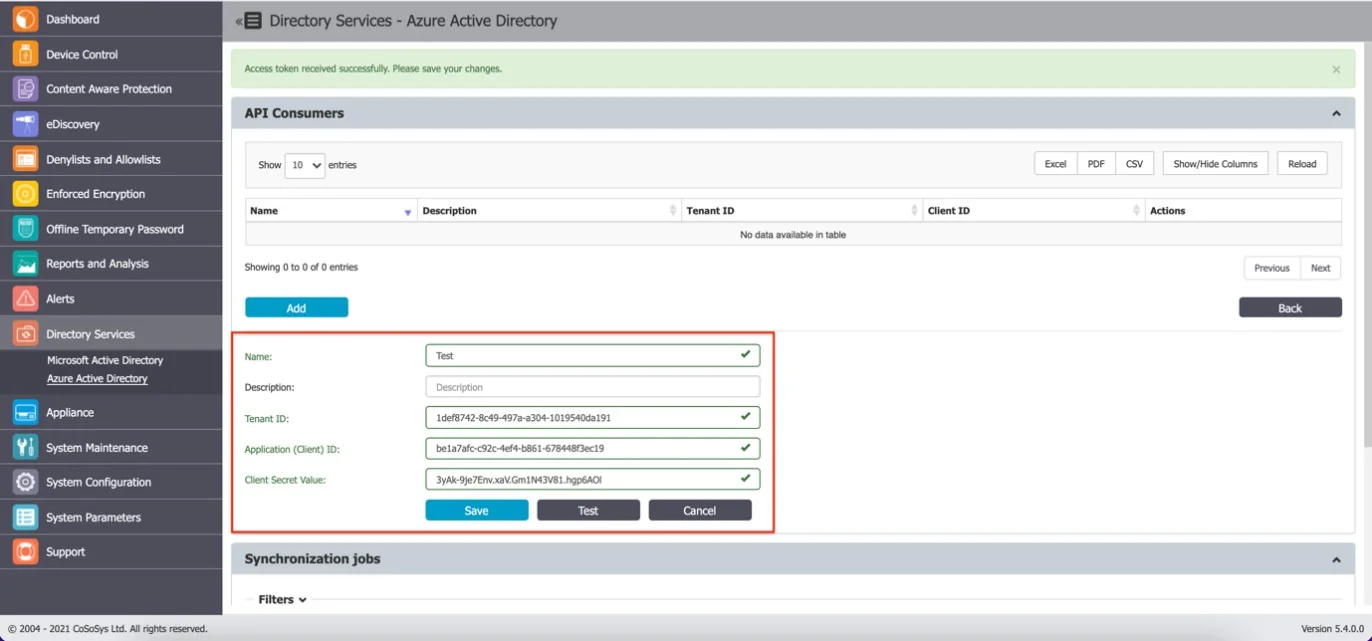 Dashboard
Device Control
Content Aware Protection
eDiscovery
Denylists and Allowlists
Enforced Encryption
Offline Temporary Password
Reports and Analysis
Alerts
Directory Services
Microsoft Active Directory
Azure Active Directory
Appliance
System Maintenance
System Configuration
System Parameters
Support
Directory Services - Azure Active Directory
Access token received successfully. Please save your changes.
API Consumers
Show 10 entries
Excel PDF CSV Show/Hide Columns Reload
Name Description Tenant ID Client ID Actions
No data available in table
Showing 0 to 0 of 0 entries
Previous Next
Add Back
Name: Test
Description: Description
Tenant ID: 1def8742-8c49-497a-a304-1019540da191
Application (Client) ID: be1a7afc-c92c-4ef4-b861-678448f3ec19
Client Secret Value: 3yAk-9je7Env.xaV.Gm1N43V81.hgp6AOl
Save Test Cancel
Synchronization jobs
Filters
© 2004 - 2021 CoSoSys Ltd. All rights reserved.
Version 5.4.0.0